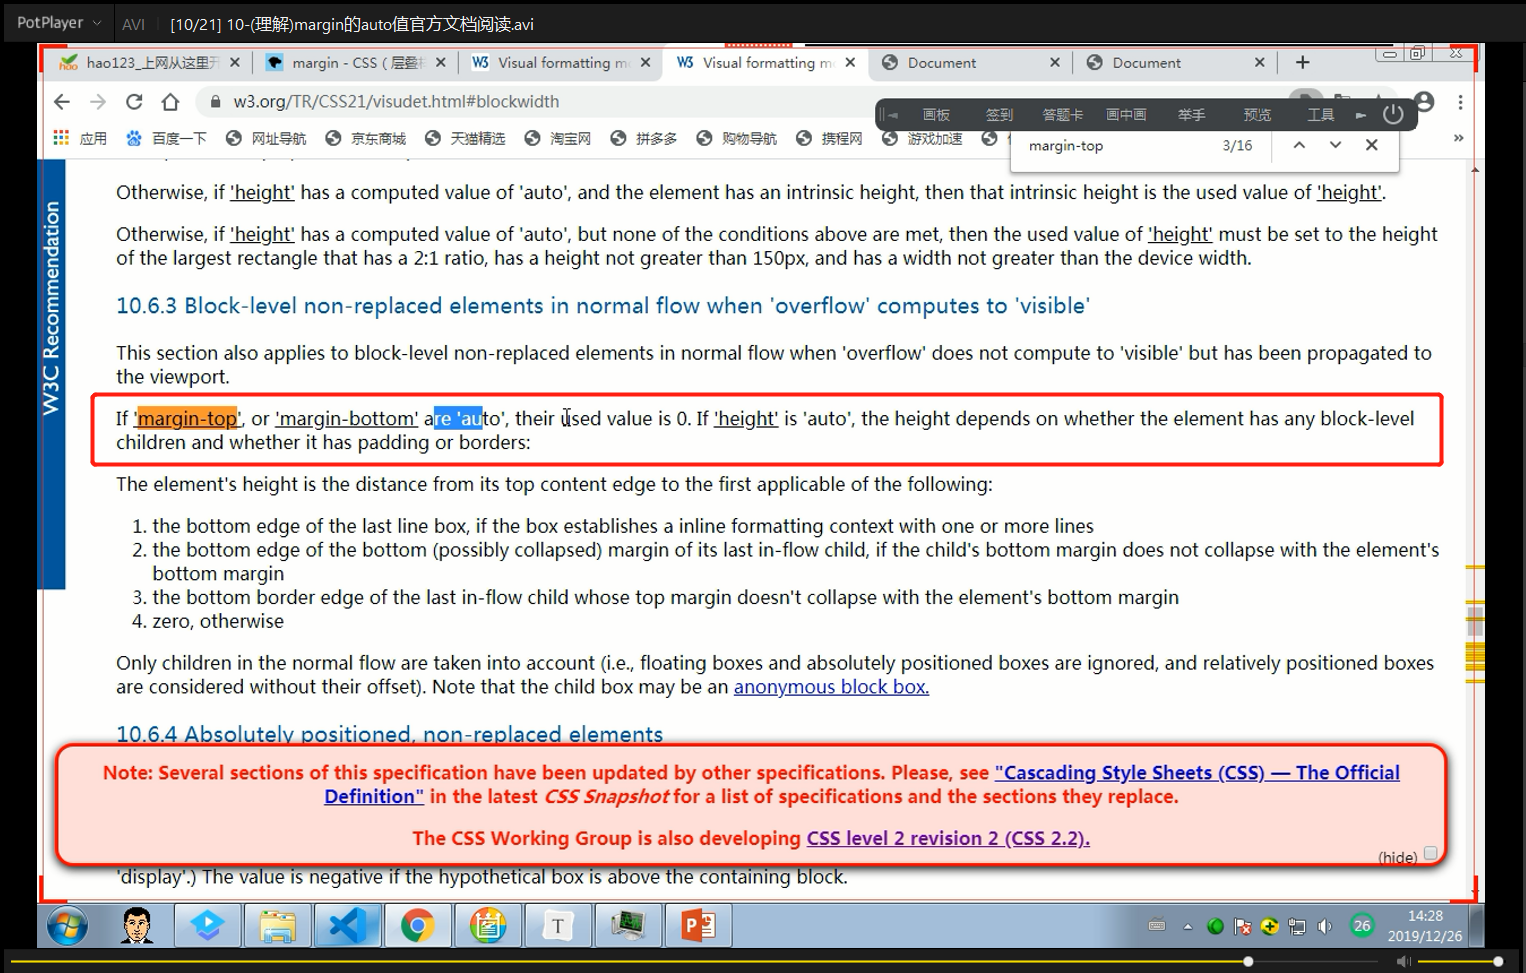 PotPlayer AVI [10/21] 10-(理解)margin的auto值官方文档阅读.avi
hao123_上网从这里开 margin - CSS（层叠 Visual formatting m Visual formatting m Document Document
w3.org/TR/CSS21/visudet.html#blockwidth
画板 签到 答题卡 画中画 举手 预览 工具
应用 百度一下 网址导航 京东商城 天猫精选 淘宝网 拼多多 购物导航 携程网 游戏加速
margin-top 3/16
W3C Recommendation
Otherwise, if 'height' has a computed value of 'auto', and the element has an intrinsic height, then that intrinsic height is the used value of 'height'.
Otherwise, if 'height' has a computed value of 'auto', but none of the conditions above are met, then the used value of 'height' must be set to the height
of the largest rectangle that has a 2:1 ratio, has a height not greater than 150px, and has a width not greater than the device width.
10.6.3 Block-level non-replaced elements in normal flow when 'overflow' computes to 'visible'
This section also applies to block-level non-replaced elements in normal flow when 'overflow' does not compute to 'visible' but has been propagated to
the viewport.
If 'margin-top', or 'margin-bottom' are 'auto', their used value is 0. If 'height' is 'auto', the height depends on whether the element has any block-level
children and whether it has padding or borders:
The element's height is the distance from its top content edge to the first applicable of the following:
1. the bottom edge of the last line box, if the box establishes a inline formatting context with one or more lines
2. the bottom edge of the bottom (possibly collapsed) margin of its last in-flow child, if the child's bottom margin does not collapse with the element's
bottom margin
3. the bottom border edge of the last in-flow child whose top margin doesn't collapse with the element's bottom margin
4. zero, otherwise
Only children in the normal flow are taken into account (i.e., floating boxes and absolutely positioned boxes are ignored, and relatively positioned boxes
are considered without their offset). Note that the child box may be an anonymous block box.
10.6.4 Absolutely positioned, non-replaced elements
Note: Several sections of this specification have been updated by other specifications. Please, see "Cascading Style Sheets (CSS) — The Official
Definition" in the latest CSS Snapshot for a list of specifications and the sections they replace.
The CSS Working Group is also developing CSS level 2 revision 2 (CSS 2.2).
(hide)
'display'.) The value is negative if the hypothetical box is above the containing block.
26 14:28
2019/12/26